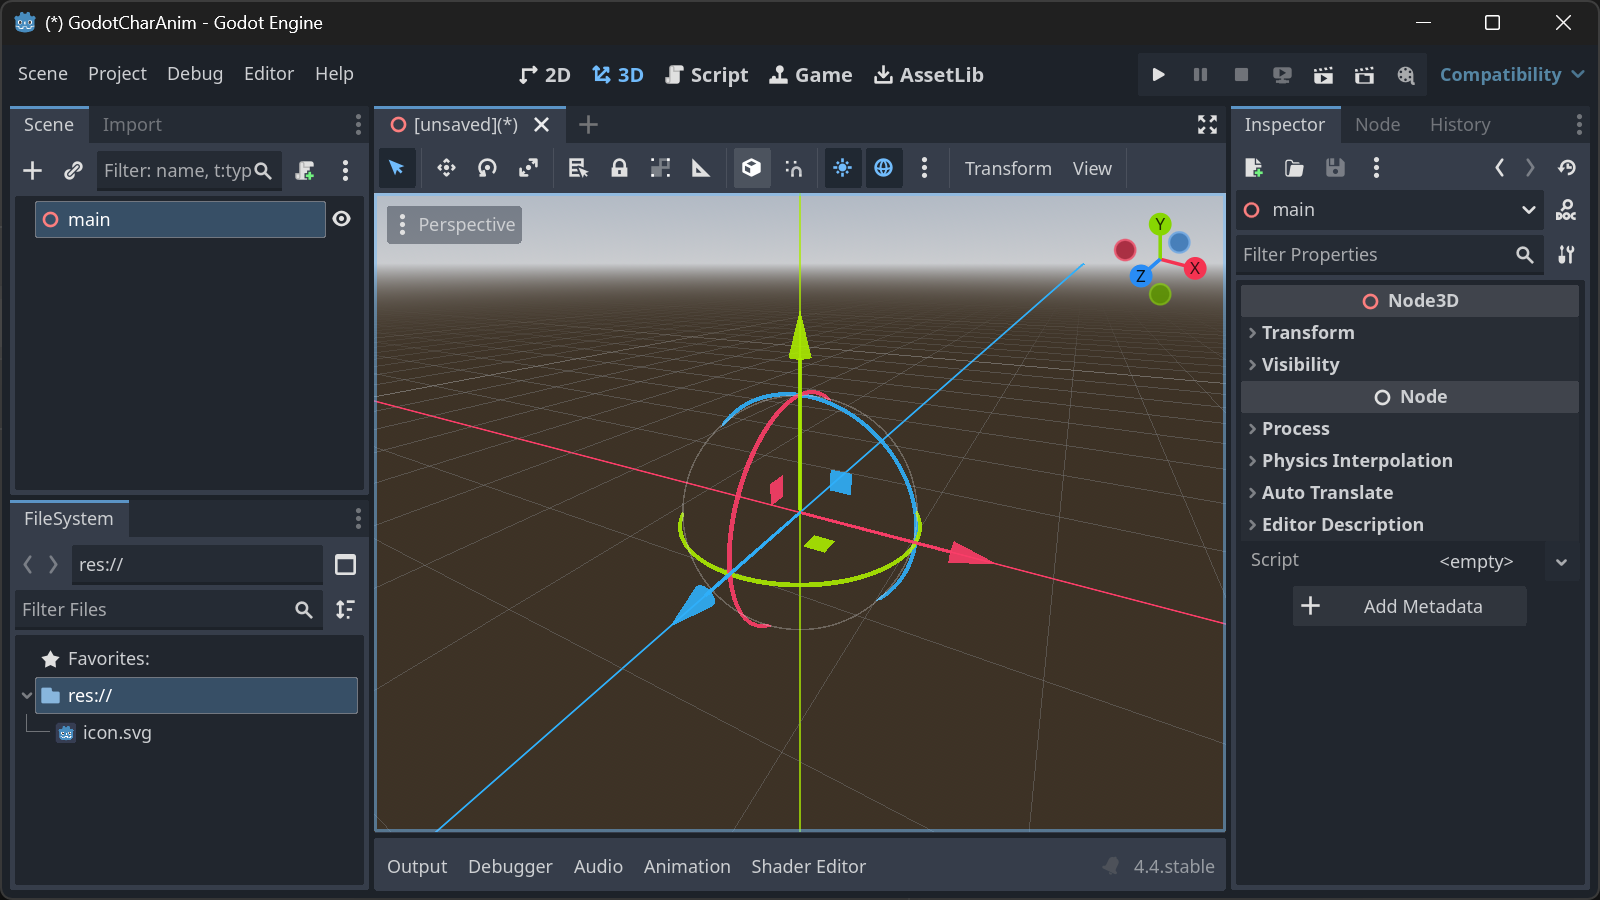 (*) GodotCharAnim - Godot Engine
Scene Project Debug Editor Help 2D 3D Script Game AssetLib Compatibility
Scene Import
Filter: name, t:typ
main
FileSystem
res://
Filter Files
Favorites:
res://
icon.svg
[unsaved](*)
Transform View
Perspective
Y
X
Z
Output Debugger Audio Animation Shader Editor 4.4.stable
Inspector Node History
main
DOC
Filter Properties
Node3D
Transform
Visibility
Node
Process
Physics Interpolation
Auto Translate
Editor Description
Script <empty>
Add Metadata